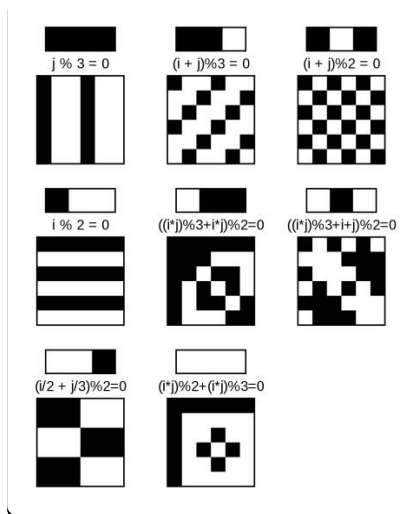 j % 3 = 0
(i + j)%3 = 0
(i + j)%2 = 0
i % 2 = 0
((i*j)%3+i*j)%2=0
((i*j)%3+i+j)%2=0
(i/2 + j/3)%2=0
(i*j)%2+(i*j)%3=0